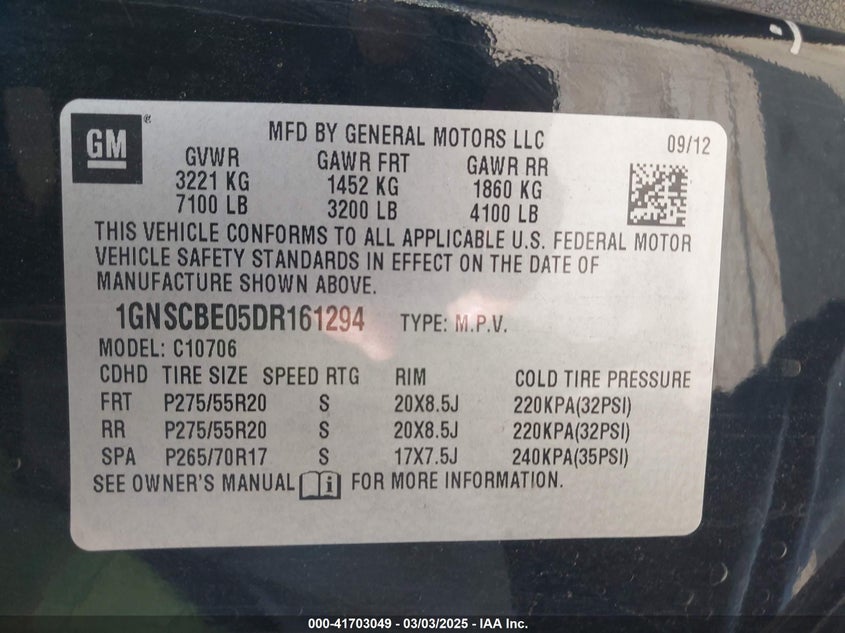 GM
®
MFD BY GENERAL MOTORS LLC
09/12
GVWR GAWR FRT GAWR RR
3221 KG 1452 KG 1860 KG
7100 LB 3200 LB 4100 LB
THIS VEHICLE CONFORMS TO ALL APPLICABLE U.S. FEDERAL MOTOR
VEHICLE SAFETY STANDARDS IN EFFECT ON THE DATE OF
MANUFACTURE SHOWN ABOVE.
1GNSCBE05DR161294 TYPE: M.P.V.
MODEL: C10706
CDHD TIRE SIZE SPEED RTG RIM COLD TIRE PRESSURE
FRT P275/55R20 S 20X8.5J 220KPA(32PSI)
RR P275/55R20 S 20X8.5J 220KPA(32PSI)
SPA P265/70R17 S 17X7.5J 240KPA(35PSI)
SEE OWNER'S MANUAL i FOR MORE INFORMATION.
000-41703049 / 03/03/2025 - IAA Inc.